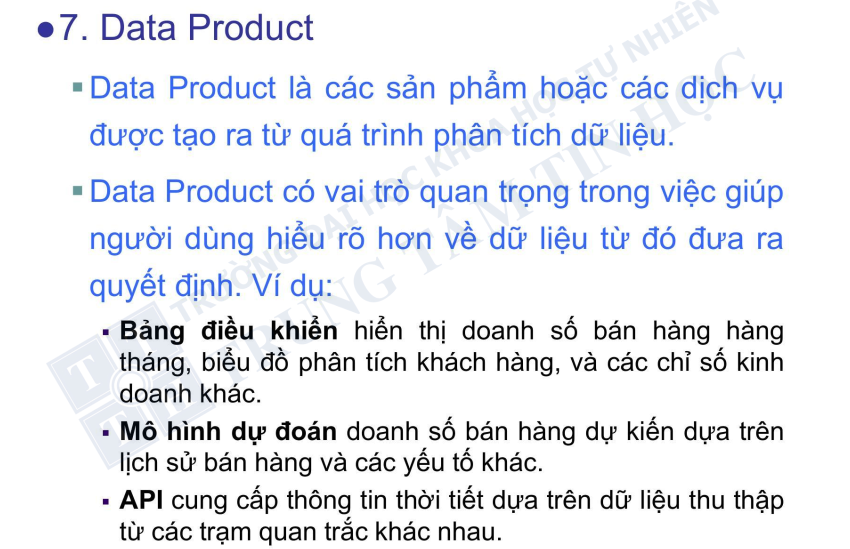 ●7. Data Product
▪Data Product là các sản phẩm hoặc các dịch vụ
được tạo ra từ quá trình phân tích dữ liệu.
▪Data Product có vai trò quan trọng trong việc giúp
người dùng hiểu rõ hơn về dữ liệu từ đó đưa ra
quyết định. Ví dụ:
▪ Bảng điều khiển hiển thị doanh số bán hàng hàng
tháng, biểu đồ phân tích khách hàng, và các chỉ số kinh
doanh khác.
▪ Mô hình dự đoán doanh số bán hàng dự kiến dựa trên
lịch sử bán hàng và các yếu tố khác.
▪ API cung cấp thông tin thời tiết dựa trên dữ liệu thu thập
từ các trạm quan trắc khác nhau.
TRƯỜNG ĐẠI HỌC KHOA HỌC TỰ NHIÊN
TRUNG TÂM TIN HỌC